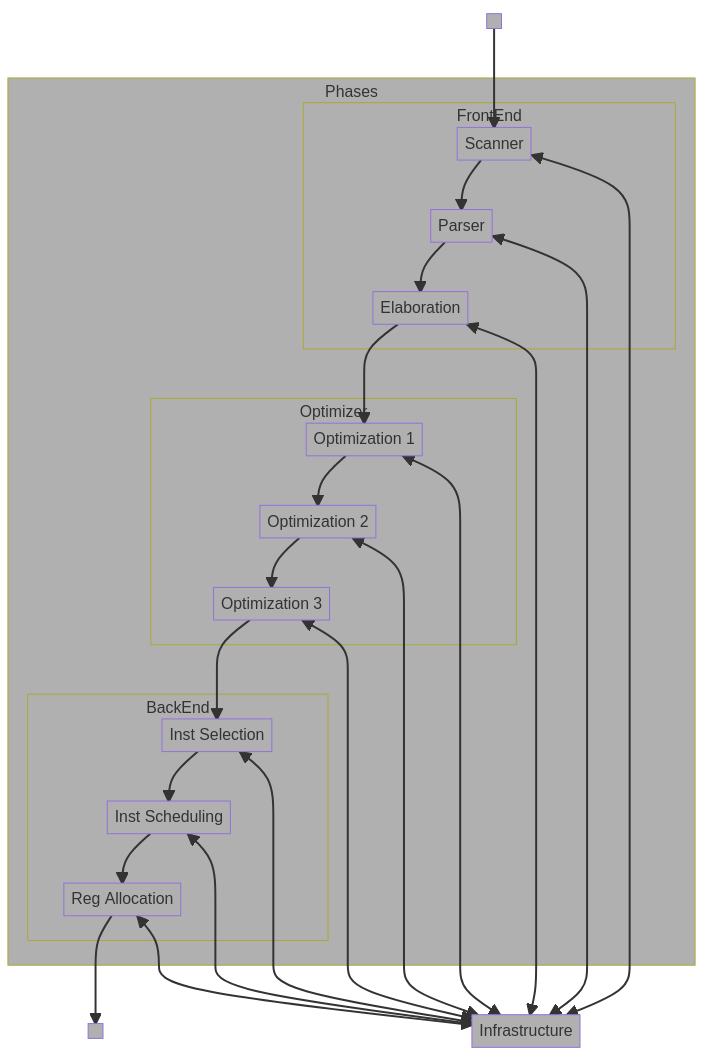 Phases
FrontEnd
Scanner
Parser
Elaboration
Optimizer
Optimization 1
Optimization 2
Optimization 3
BackEnd
Inst Selection
Inst Scheduling
Reg Allocation
Infrastructure